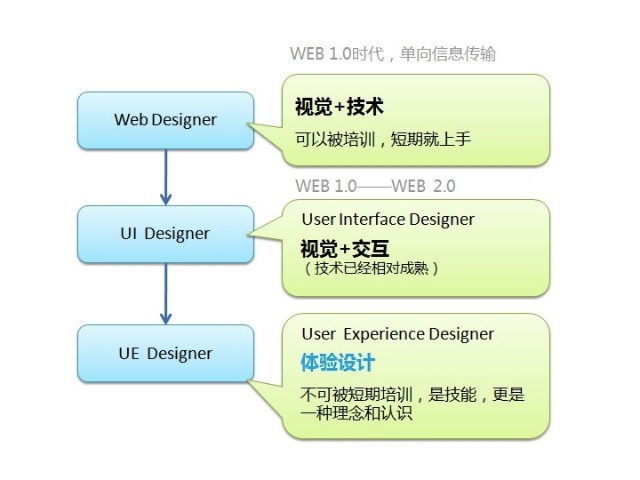 WEB 1.0时代，单向信息传输
Web Designer
视觉+技术
可以被培训，短期就上手
WEB 1.0——WEB 2.0
UI Designer
User Interface Designer
视觉+交互
（技术已经相对成熟）
UE Designer
User Experience Designer
体验设计
不可被短期培训，是技能，更是
一种理念和认识